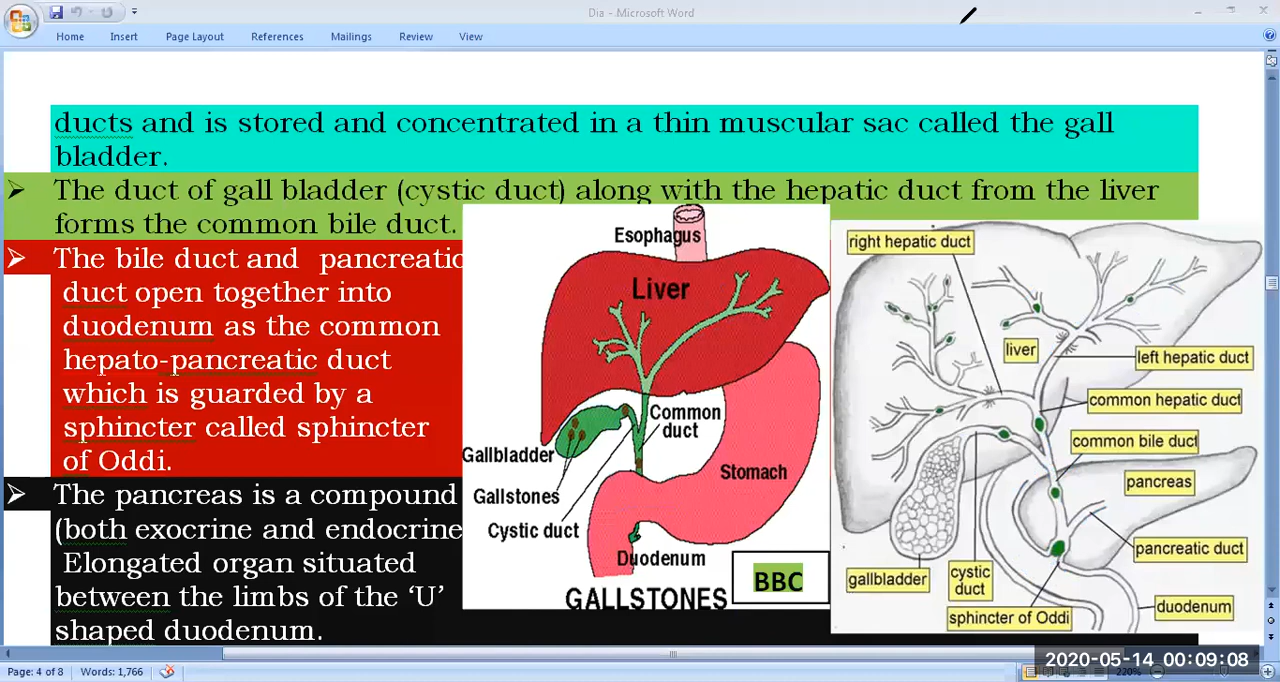 Dia - Microsoft Word
Home Insert Page Layout References Mailings Review View
ducts and is stored and concentrated in a thin muscular sac called the gall
bladder.
The duct of gall bladder (cystic duct) along with the hepatic duct from the liver
forms the common bile duct.
The bile duct and pancreatic
duct open together into
duodenum as the common
hepato-pancreatic duct
which is guarded by a
sphincter called sphincter
of Oddi.
The pancreas is a compound
(both exocrine and endocrine
Elongated organ situated
between the limbs of the ‘U’
shaped duodenum.
Esophagus
Liver
Common
duct
Gallbladder
Stomach
Gallstones
Cystic duct
Duodenum
BBC
GALLSTONES
right hepatic duct
liver
left hepatic duct
common hepatic duct
common bile duct
pancreas
pancreatic duct
gallbladder
cystic
duct
duodenum
sphincter of Oddi
Page: 4 of 8 Words: 1,766
2020-05-14 00:09:08
220%